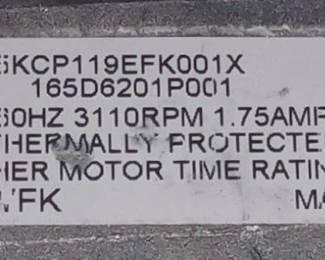 5KCP119EFK001X
165D6201P001
60HZ 3110RPM 1.75AMP
THERMALLY PROTECTE
HER MOTOR TIME RATIN
FK MA